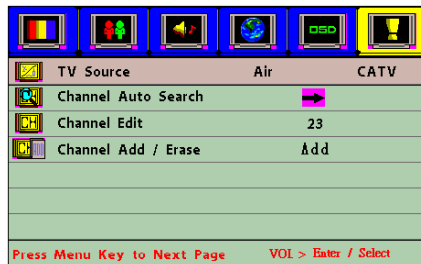 OSD
TV Source Air CATV
Channel Auto Search
CH Channel Edit 23
CH Channel Add / Erase Add
Press Menu Key to Next Page VOL > Enter / Select